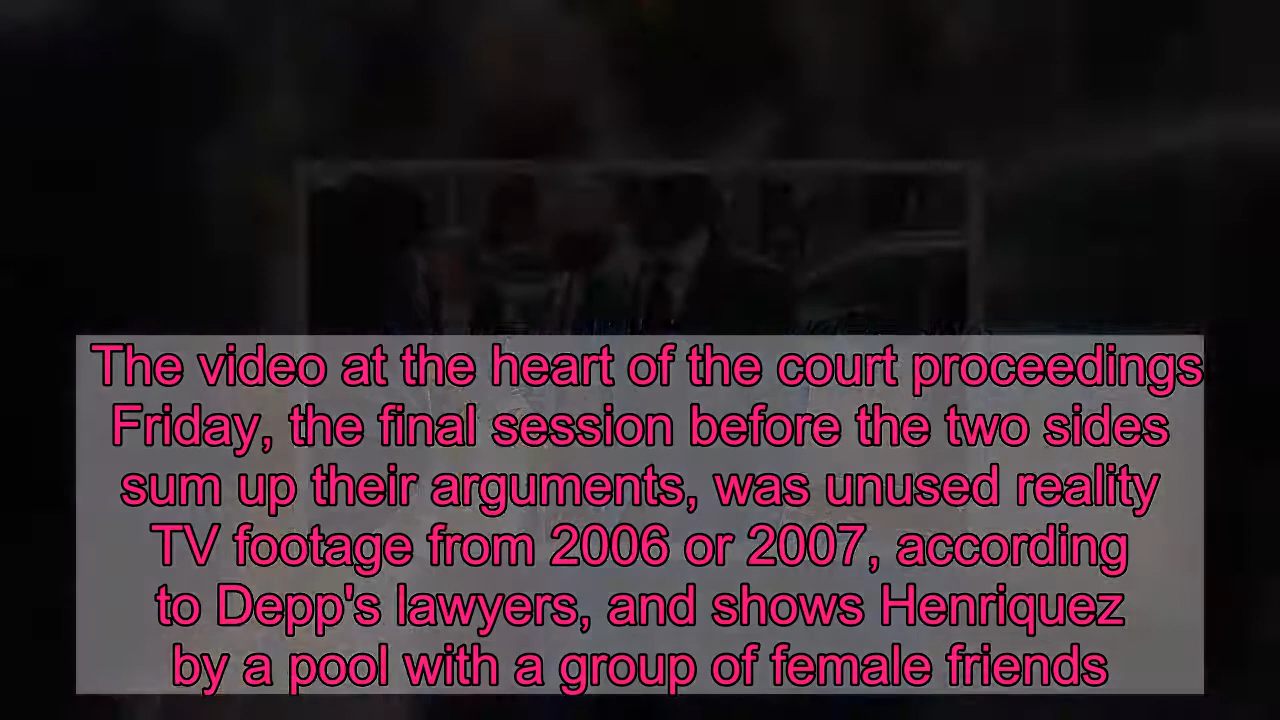 The video at the heart of the court proceedings
Friday, the final session before the two sides
sum up their arguments, was unused reality
TV footage from 2006 or 2007, according
to Depp's lawyers, and shows Henriquez
by a pool with a group of female friends